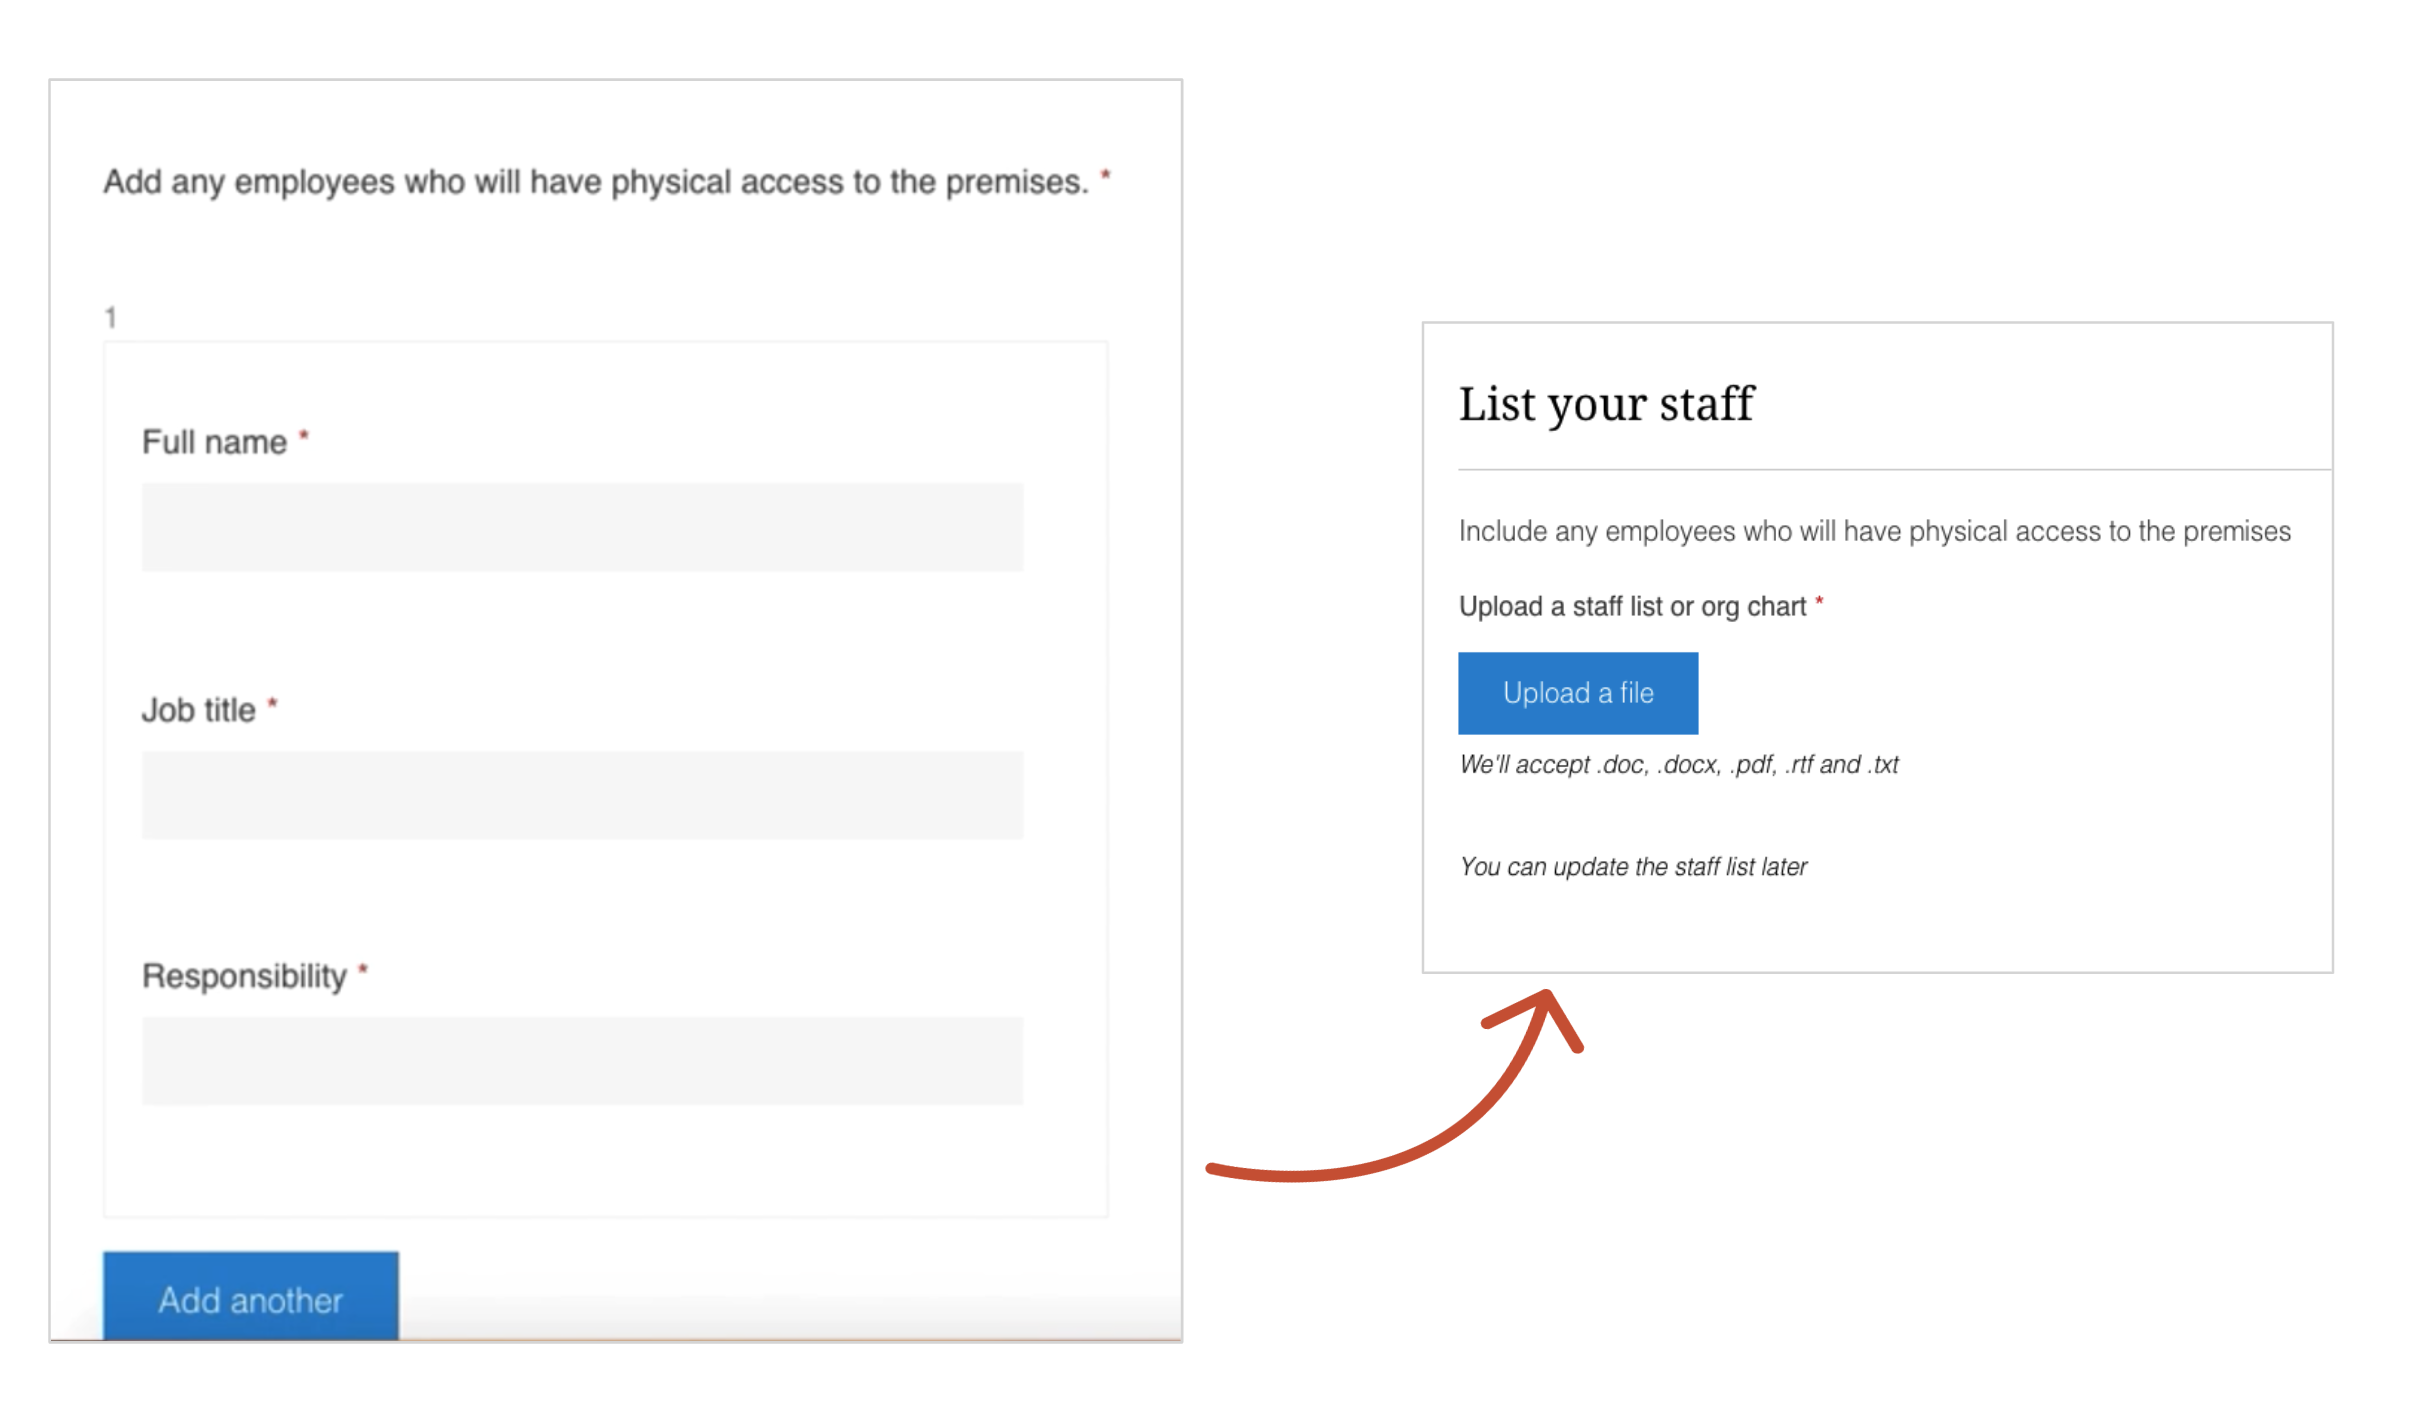 Add any employees who will have physical access to the premises. *
1
Full name *
Job title *
Responsibility *
Add another
List your staff
Include any employees who will have physical access to the premises
Upload a staff list or org chart *
Upload a file
We'll accept .doc, .docx, .pdf, .rtf and .txt
You can update the staff list later